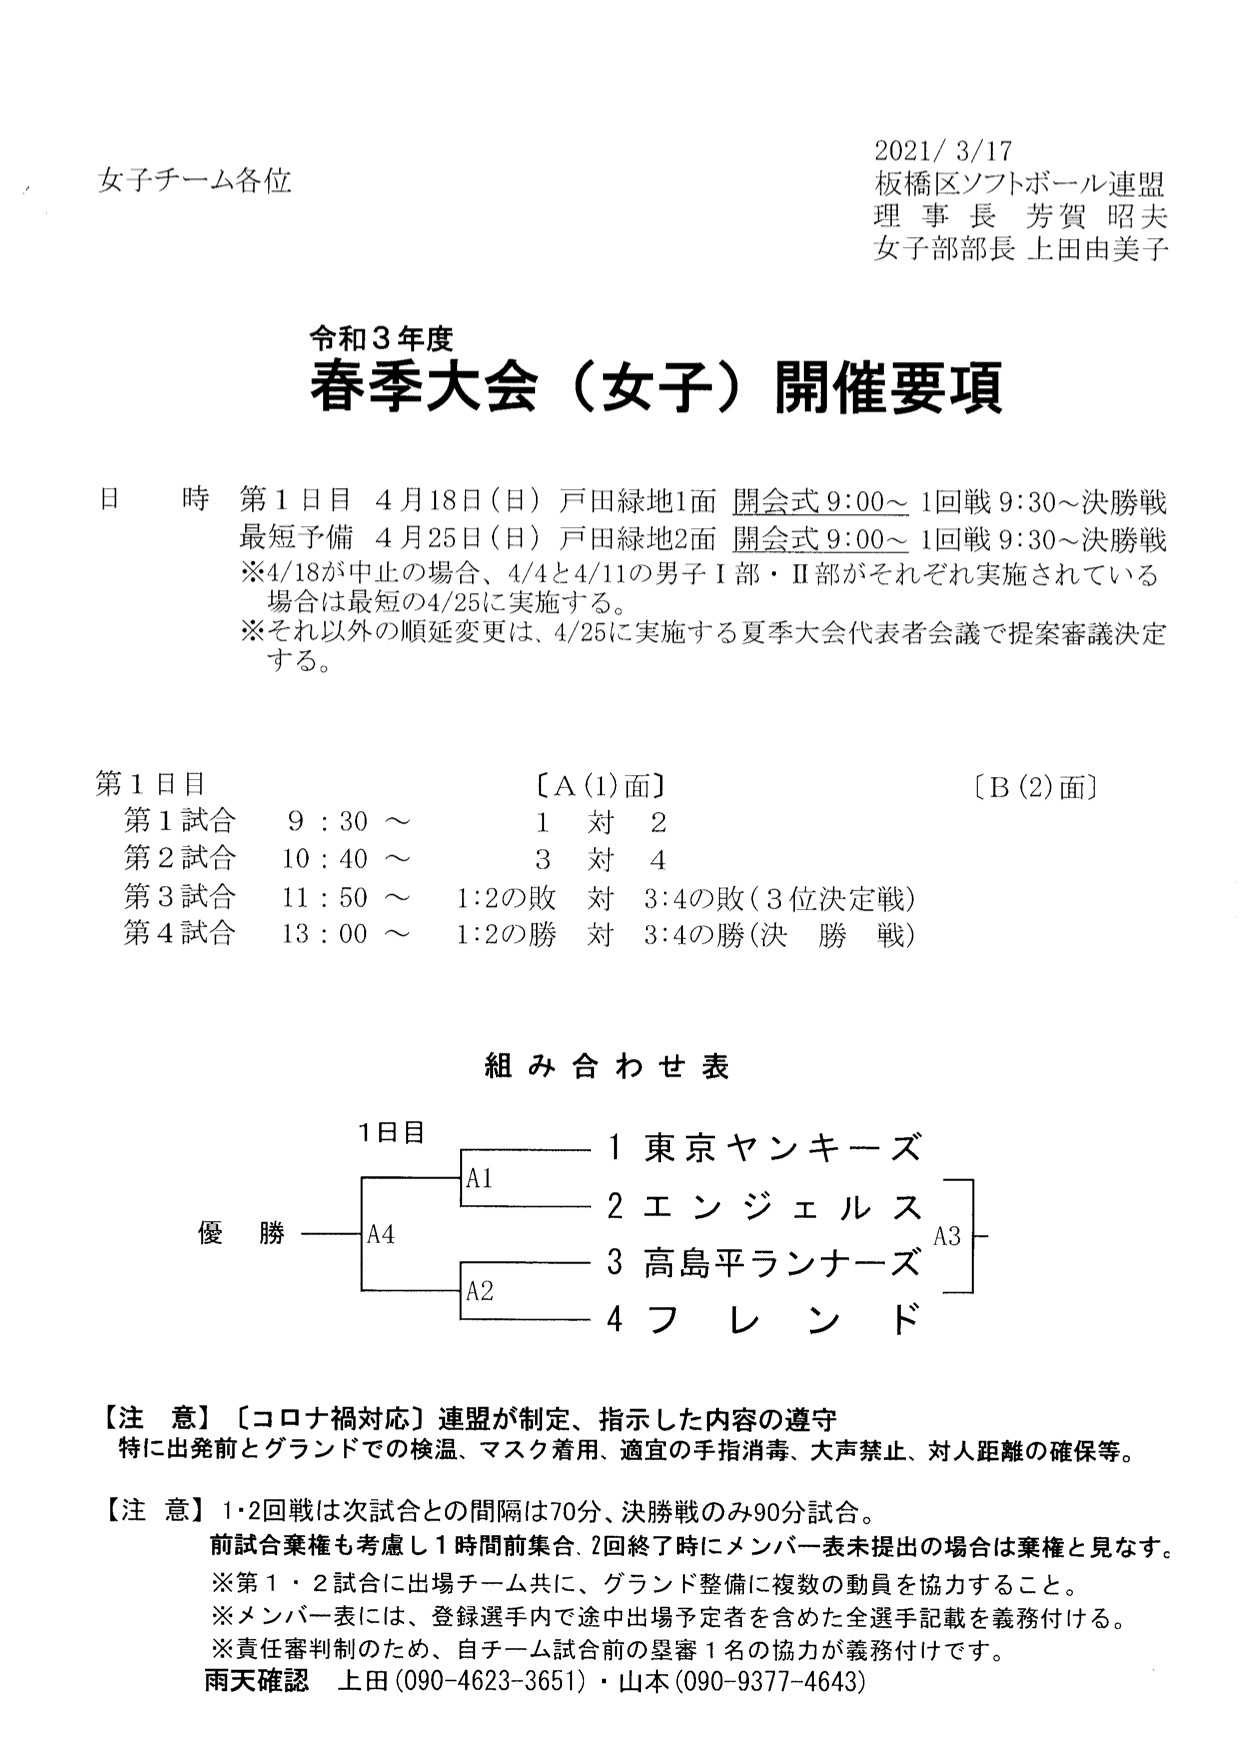 2021/ 3/17
女子チーム各位
板橋区ソフトボール連盟
理 事 長 芳賀 昭夫
女子部部長 上田由美子
令和３年度
春季大会（女子）開催要項
日 時 第１日目 ４月18日（日） 戸田緑地1面 開会式 9:00～ 1回戦 9:30～決勝戦
最短予備 ４月25日（日） 戸田緑地2面 開会式 9:00～ 1回戦 9:30～決勝戦
※4/18が中止の場合、4/4と4/11の男子Ⅰ部・Ⅱ部がそれぞれ実施されている
場合は最短の4/25に実施する。
※それ以外の順延変更は、4/25に実施する夏季大会代表者会議で提案審議決定
する。
第１日目 〔A(1)面〕 〔B(2)面〕
第１試合 ９：30 ～ １ 対 ２
第２試合 10：40 ～ ３ 対 ４
第３試合 11：50 ～ 1:2の敗 対 3:4の敗（３位決定戦）
第４試合 13：00 ～ 1:2の勝 対 3:4の勝（決 勝 戦）
組み合わせ表
1日目
1 東京ヤンキーズ
A1
2 エンジェルス
優 勝 A4 A3
3 高島平ランナーズ
A2
4 フレンド
【注 意】〔コロナ禍対応〕連盟が制定、指示した内容の遵守
特に出発前とグランドでの検温、マスク着用、適宜の手指消毒、大声禁止、対人距離の確保等。
【注 意】 1・2回戦は次試合との間隔は70分、決勝戦のみ90分試合。
前試合棄権も考慮し１時間前集合、2回終了時にメンバー表未提出の場合は棄権と見なす。
※第１・２試合に出場チーム共に、グランド整備に複数の動員を協力すること。
※メンバー表には、登録選手内で途中出場予定者を含めた全選手記載を義務付ける。
※責任審判制のため、自チーム試合前の塁審１名の協力が義務付けです。
雨天確認 上田(090-4623-3651)・山本(090-9377-4643)